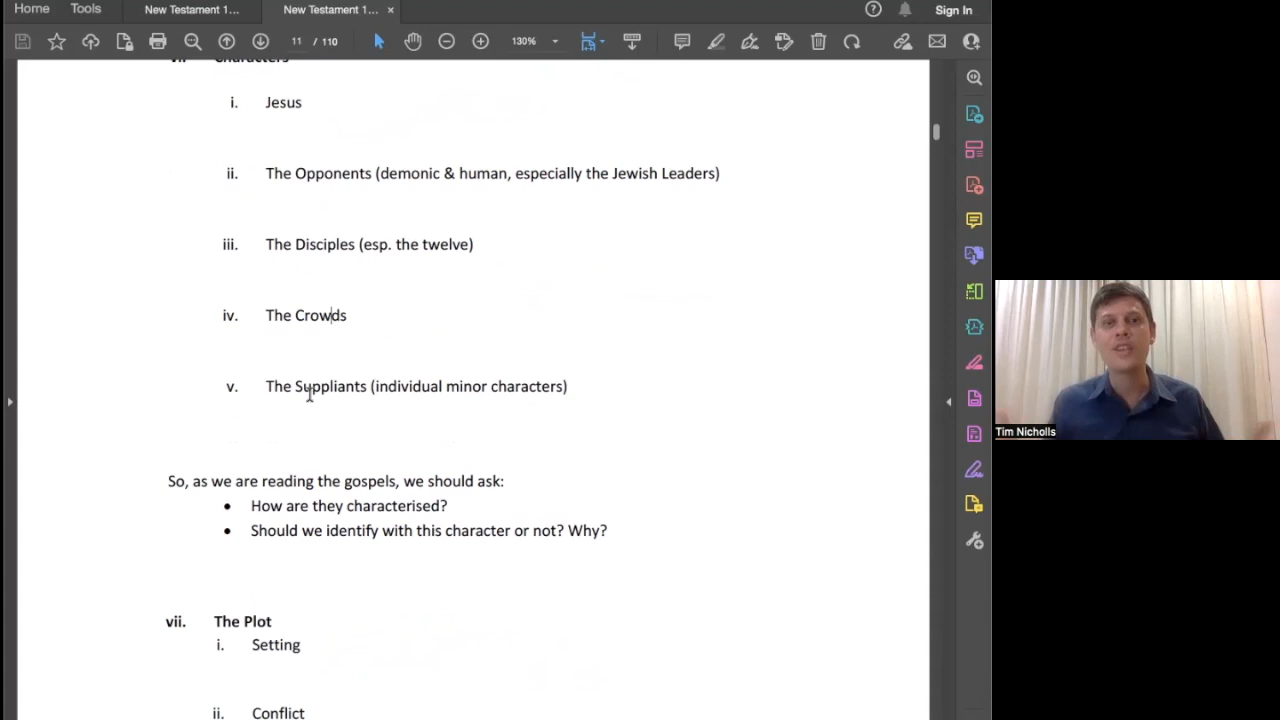 Home Tools New Testament 1... New Testament 1... × Sign In
11 / 110 130%
Characters
i. Jesus
ii. The Opponents (demonic & human, especially the Jewish Leaders)
iii. The Disciples (esp. the twelve)
iv. The Crowds
v. The Suppliants (individual minor characters)
Tim Nicholls
So, as we are reading the gospels, we should ask:
• How are they characterised?
• Should we identify with this character or not? Why?
vii. The Plot
i. Setting
ii. Conflict